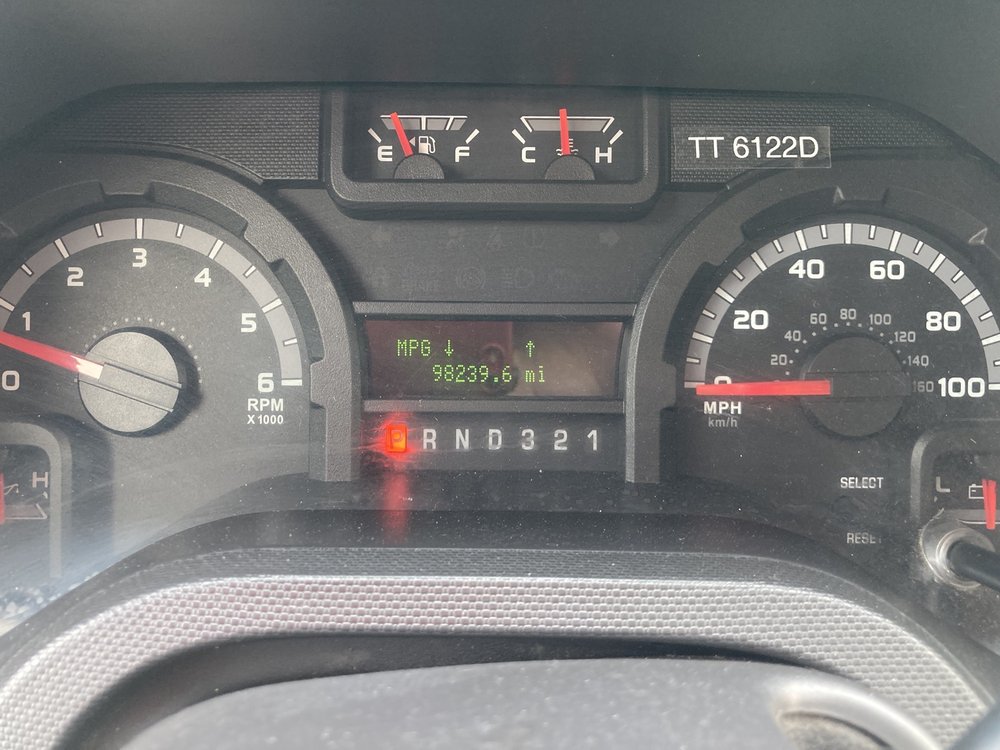 E F
C H
TT 6122D
0 1 2 3 4 5 6
RPM
X1000
MPG ↓ ↑
98239.6 mi
P R N D 3 2 1
0 20 40 60 80 100
20 40 60 80 100 120 140 160
MPH
km/h
SELECT
RESET
H
L